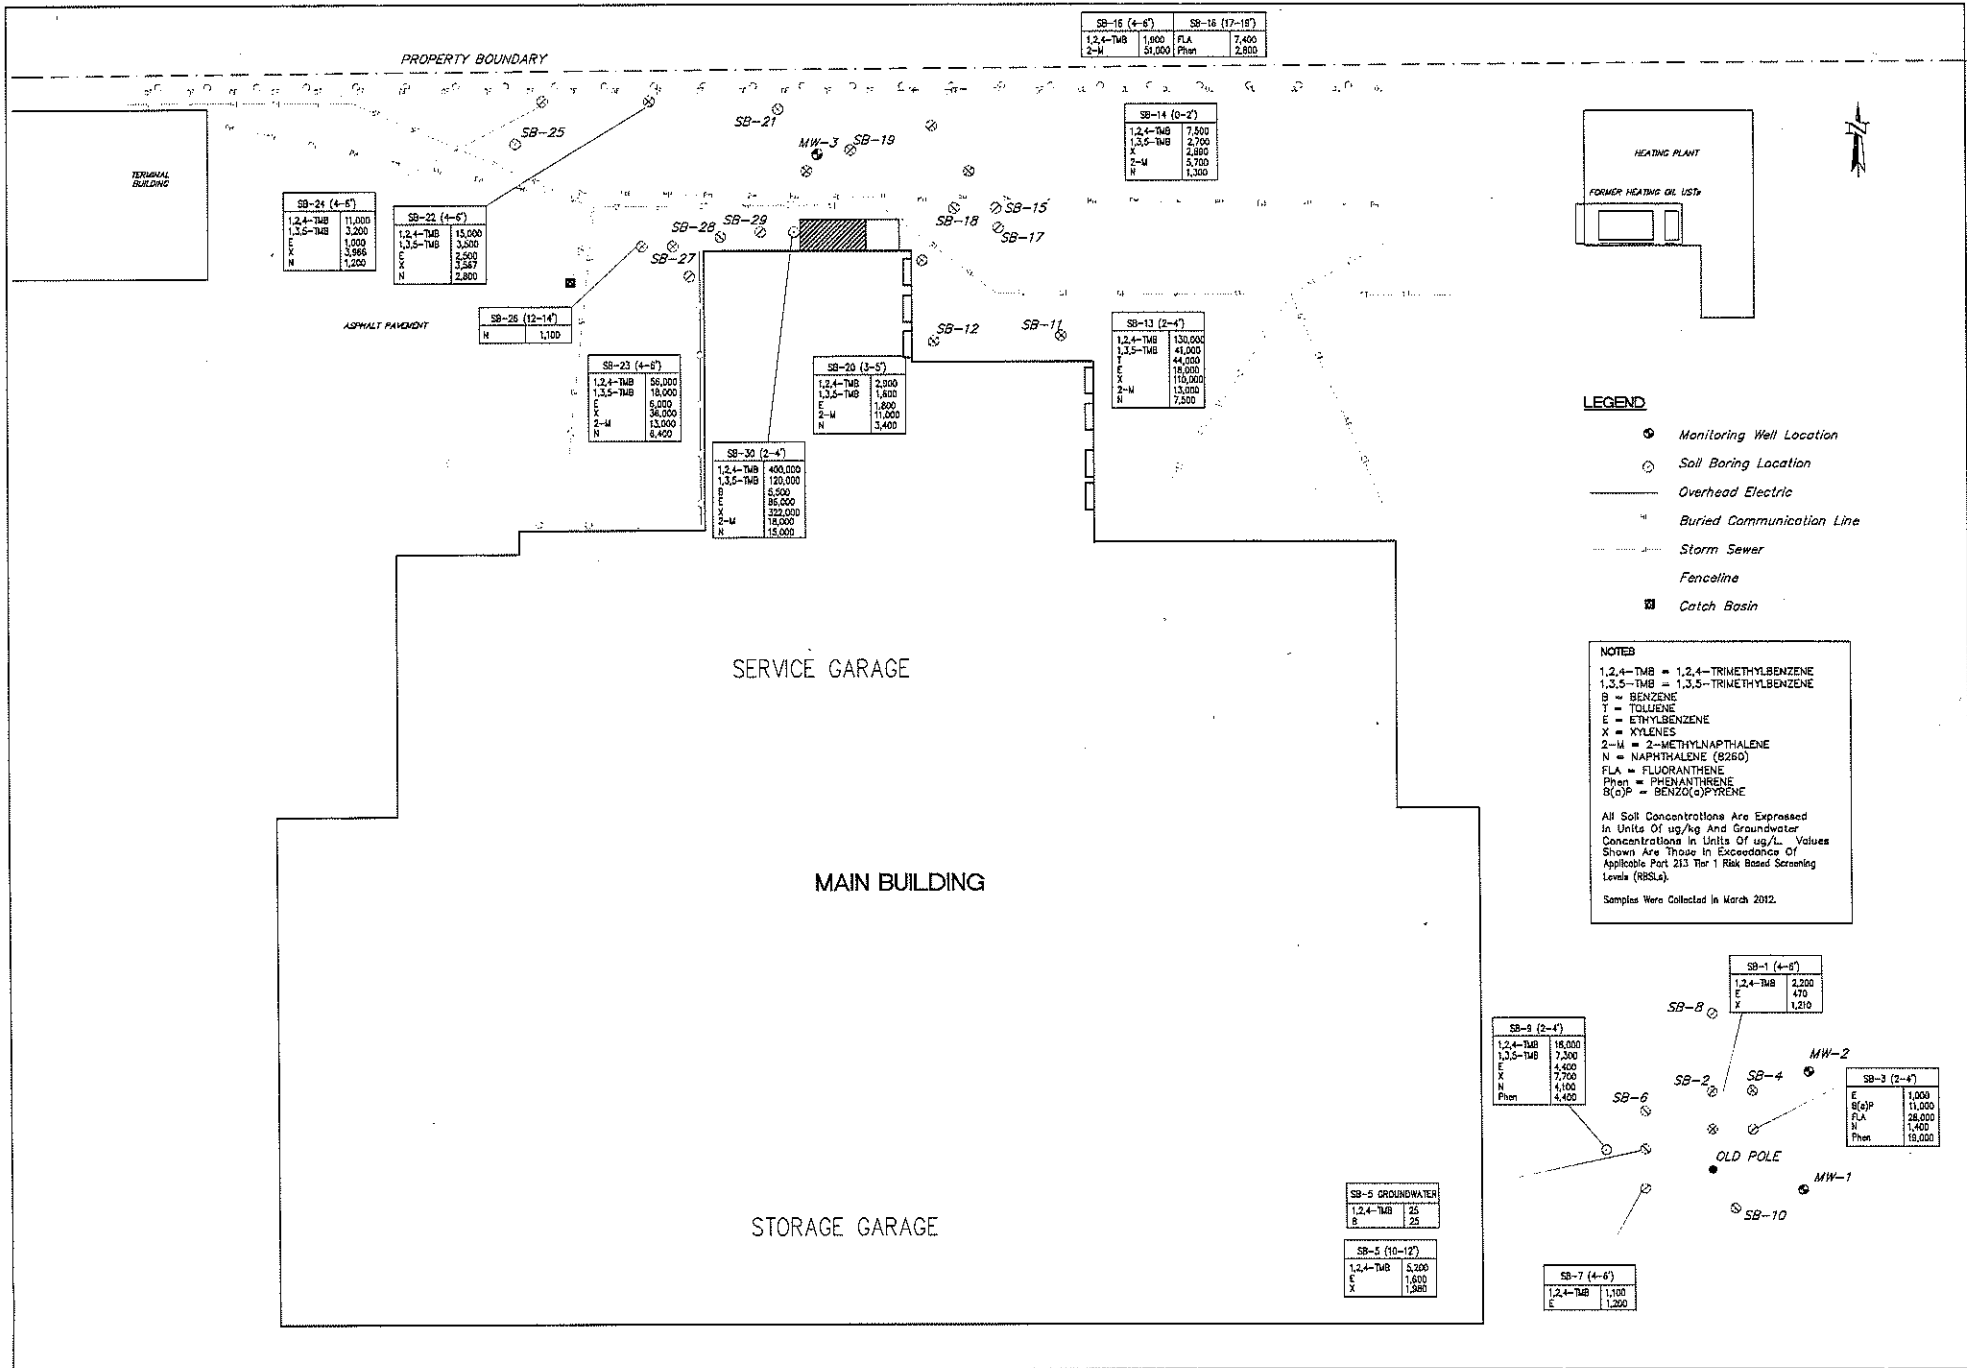 SB-16 (4-6') SB-16 (17-19')
1,2,4-TMB 1,900 FLA 7,400
2-M 51,000 Phen 2,800
PROPERTY BOUNDARY
SB-25
SB-21
MW-3
SB-19
SB-14 (0-2')
1,2,4-TMB 7,500
1,3,5-TMB 2,700
X 2,800
2-M 5,700
N 1,300
TERMINAL
BUILDING
HEATING PLANT
FORMER HEATING OIL USTs
SB-24 (4-6')
1,2,4-TMB 11,000
1,3,5-TMB 3,200
E 1,000
X 3,986
N 1,200
SB-22 (4-6')
1,2,4-TMB 15,000
1,3,5-TMB 3,500
E 2,500
X 3,567
N 2,800
SB-28
SB-29
SB-27
SB-18
SB-15
SB-17
SB-26 (12-14')
N 1,100
ASPHALT PAVEMENT
SB-12
SB-11
SB-13 (2-4')
1,2,4-TMB 130,000
1,3,5-TMB 41,000
T 44,000
E 18,000
X 110,000
2-M 13,000
N 7,500
SB-23 (4-6')
1,2,4-TMB 56,000
1,3,5-TMB 18,000
E 6,000
X 36,000
2-M 13,000
N 6,400
SB-20 (3-5')
1,2,4-TMB 2,900
1,3,5-TMB 1,600
E 1,800
2-M 11,000
N 3,400
SB-30 (2-4')
1,2,4-TMB 400,000
1,3,5-TMB 120,000
B 5,500
E 86,000
X 322,000
2-M 18,000
N 15,000
LEGEND
Monitoring Well Location
Soil Boring Location
Overhead Electric
Buried Communication Line
Storm Sewer
Fenceline
Catch Basin
SERVICE GARAGE
NOTES
1,2,4-TMB = 1,2,4-TRIMETHYLBENZENE
1,3,5-TMB = 1,3,5-TRIMETHYLBENZENE
B = BENZENE
T = TOLUENE
E = ETHYLBENZENE
X = XYLENES
2-M = 2-METHYLNAPTHALENE
N = NAPHTHALENE (8260)
FLA = FLUORANTHENE
Phen = PHENANTHRENE
B(a)P = BENZO(a)PYRENE
All Soil Concentrations Are Expressed
In Units Of ug/kg And Groundwater
Concentrations In Units Of ug/L. Values
Shown Are Those In Exceedance Of
Applicable Part 213 Tier 1 Risk Based Screening
Levels (RBSLs).
Samples Were Collected in March 2012.
MAIN BUILDING
SB-1 (4-6')
1,2,4-TMB 2,200
E 470
X 1,210
SB-8
SB-9 (2-4')
1,2,4-TMB 16,000
1,3,5-TMB 7,300
E 4,400
X 7,700
N 4,100
Phen 4,400
MW-2
SB-2
SB-4
SB-6
SB-3 (2-4')
E 1,000
B(a)P 11,000
FLA 28,000
N 1,400
Phen 19,000
OLD POLE
MW-1
SB-10
SB-5 GROUNDWATER
1,2,4-TMB 25
B 25
STORAGE GARAGE
SB-5 (10-12')
1,2,4-TMB 5,200
E 1,600
X 1,980
SB-7 (4-6')
1,2,4-TMB 1,100
E 1,200